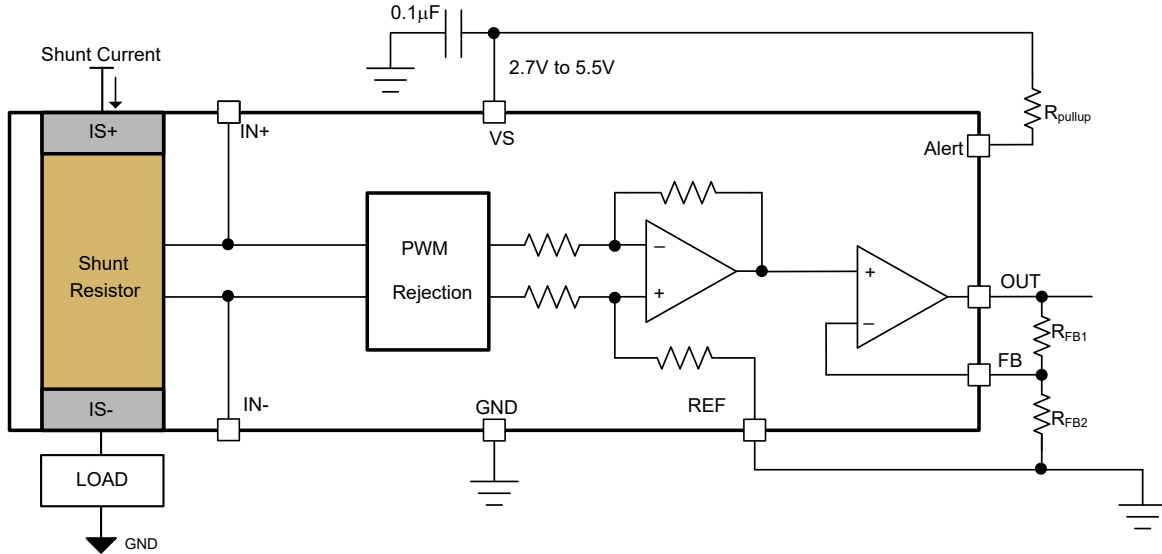 0.1µF
Shunt Current
2.7V to 5.5V
IS+
IN+
VS
Rpullup
Alert
Shunt
Resistor
PWM
Rejection
−
+
−
+
+
−
OUT
RFB1
FB
RFB2
IS-
IN-
GND
REF
LOAD
GND